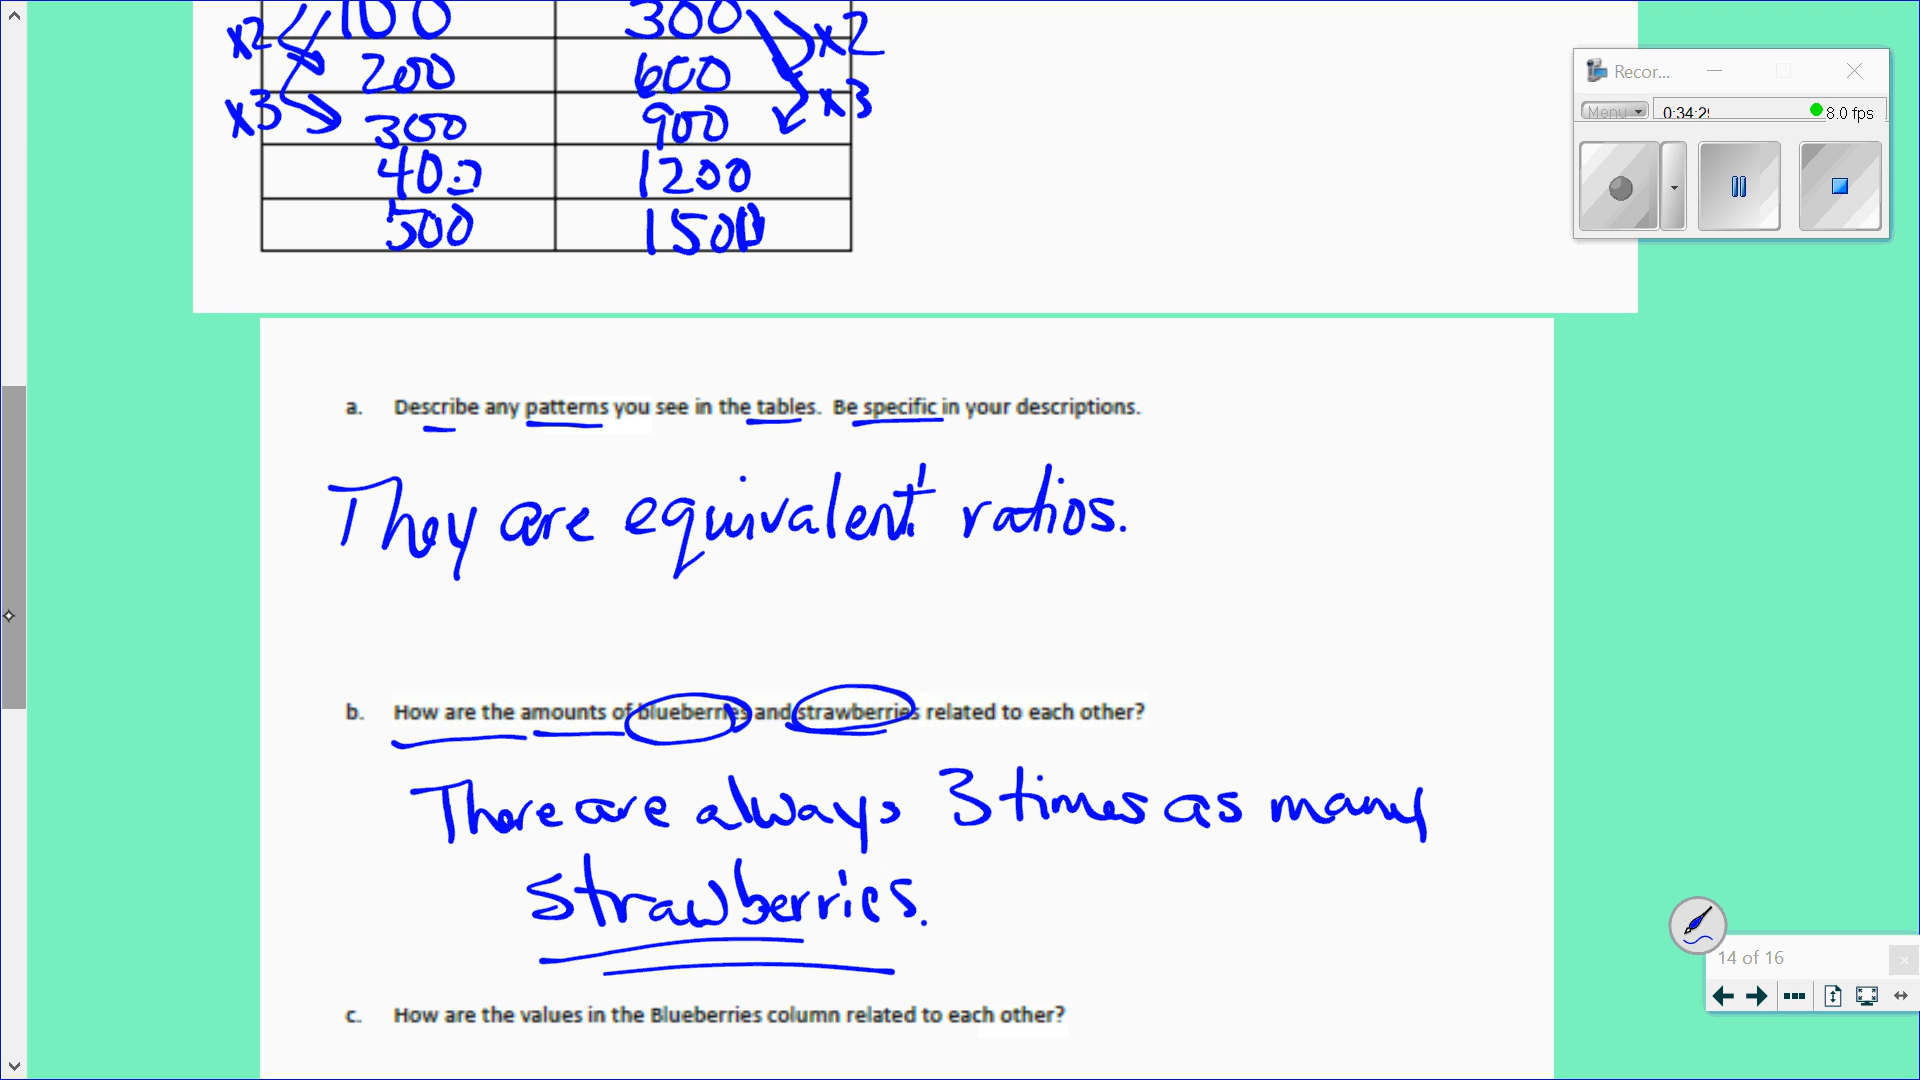 100 300
x2 x2
200 600
x3 x3
300 900
400 1200
500 1500
Recor...
Menu 0:34:29 8.0 fps
a. Describe any patterns you see in the tables. Be specific in your descriptions.
They are equivalent ratios.
b. How are the amounts of blueberries and strawberries related to each other?
There are always 3 times as many
strawberries.
14 of 16
c. How are the values in the Blueberries column related to each other?